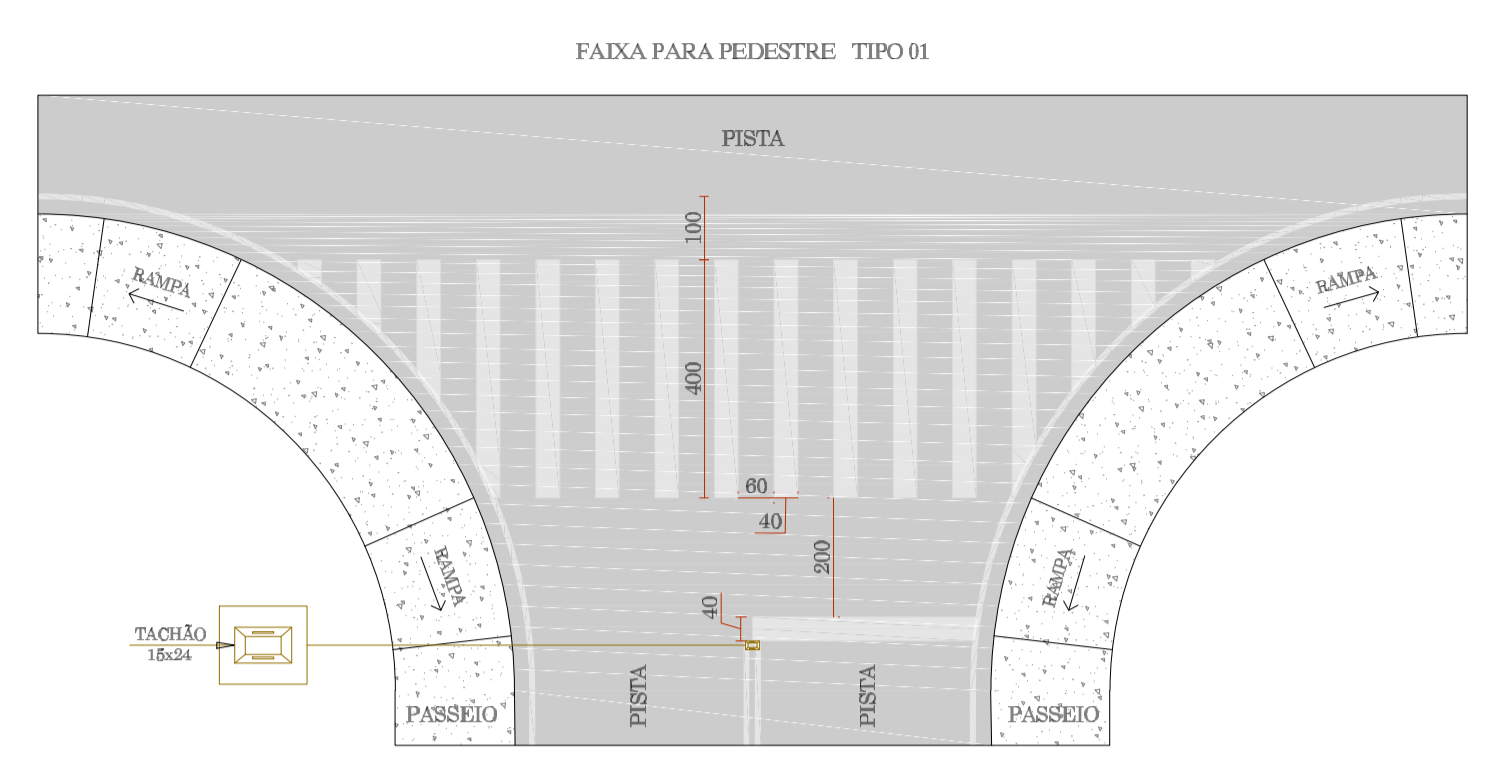 FAIXA PARA PEDESTRE TIPO 01
PISTA
100
RAMPA
RAMPA
400
60
40
200
RAMPA
RAMPA
40
TACHÃO
15x24
PISTA
PISTA
PASSEIO
PASSEIO